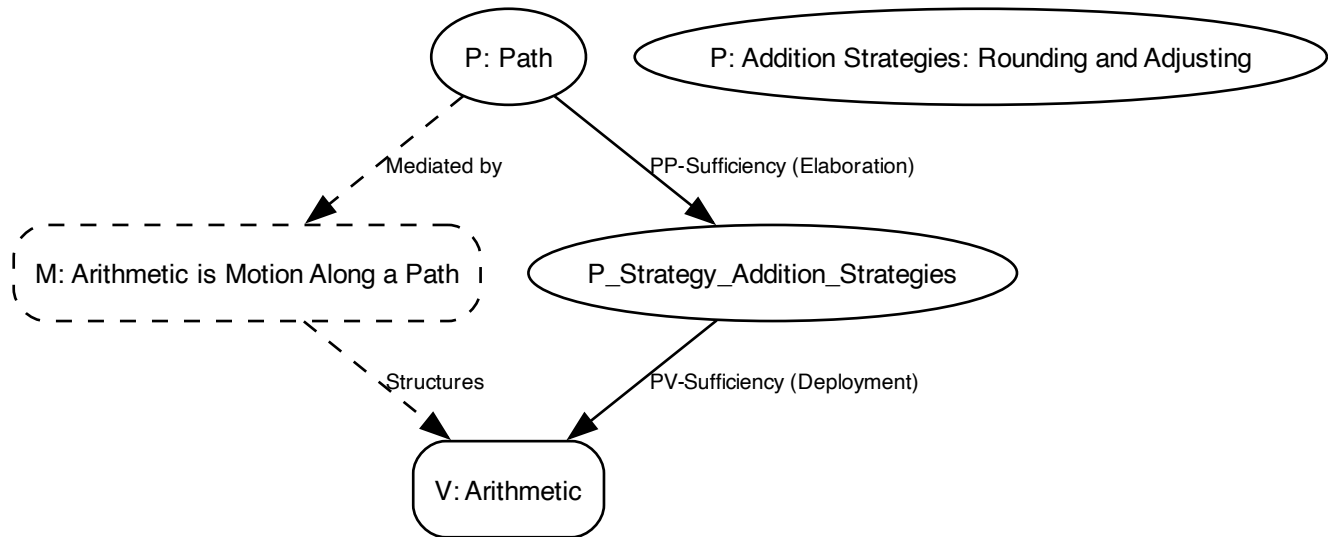 P: Path
P: Addition Strategies: Rounding and Adjusting
Mediated by
PP-Sufficiency (Elaboration)
M: Arithmetic is Motion Along a Path
P_Strategy_Addition_Strategies
Structures
PV-Sufficiency (Deployment)
V: Arithmetic